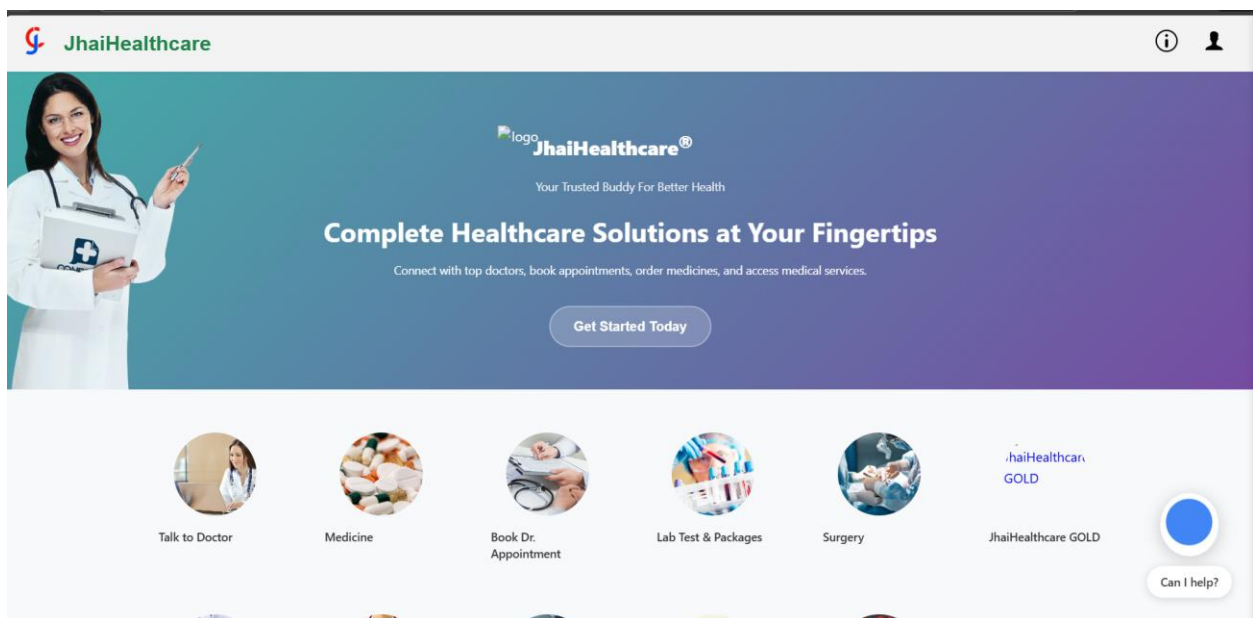 JhaiHealthcare
logo
JhaiHealthcare®
Your Trusted Buddy For Better Health
Complete Healthcare Solutions at Your Fingertips
Connect with top doctors, book appointments, order medicines, and access medical services.
Get Started Today
haiHealthcar
GOLD
Talk to Doctor
Medicine
Book Dr.
Appointment
Lab Test & Packages
Surgery
JhaiHealthcare GOLD
Can I help?